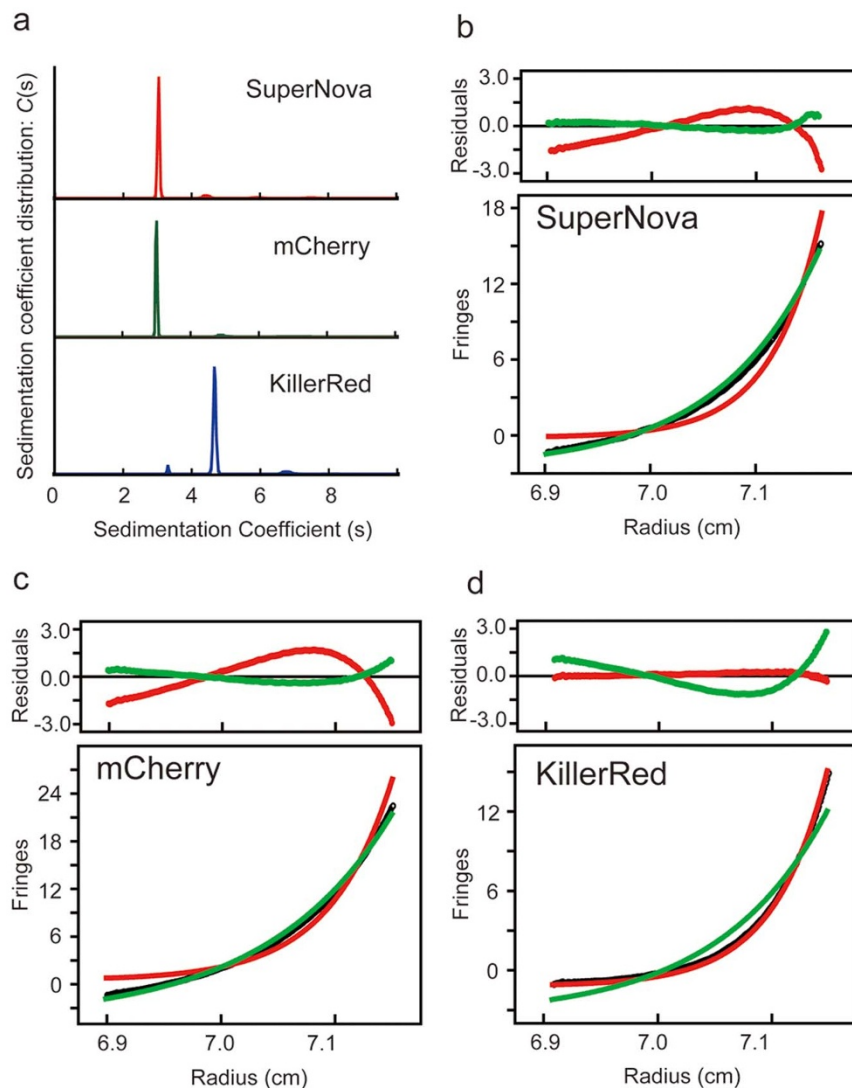 a
Sedimentation coefficient distribution: C(s)
SuperNova
mCherry
KillerRed
0 2 4 6 8
Sedimentation Coefficient (s)
b
Residuals
3.0
0.0
-3.0
Fringes
18
12
6
0
SuperNova
6.9 7.0 7.1
Radius (cm)
c
Residuals
3.0
0.0
-3.0
Fringes
24
18
12
6
0
mCherry
6.9 7.0 7.1
Radius (cm)
d
Residuals
3.0
0.0
-3.0
Fringes
12
6
0
KillerRed
6.9 7.0 7.1
Radius (cm)